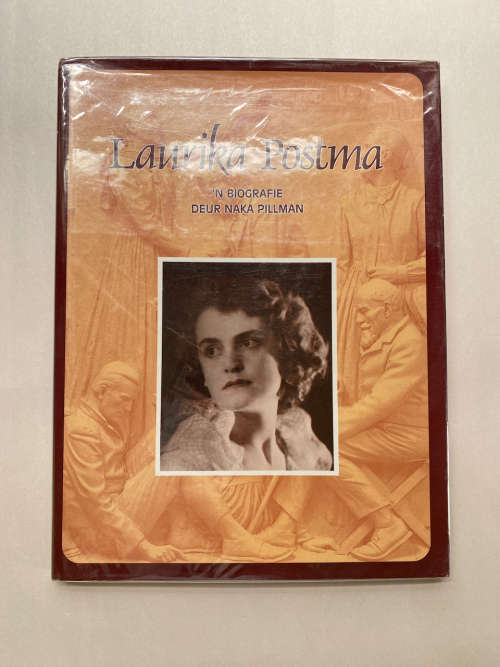 Laurika Postma
'N BIOGRAFIE
DEUR NAKA PILLMAN